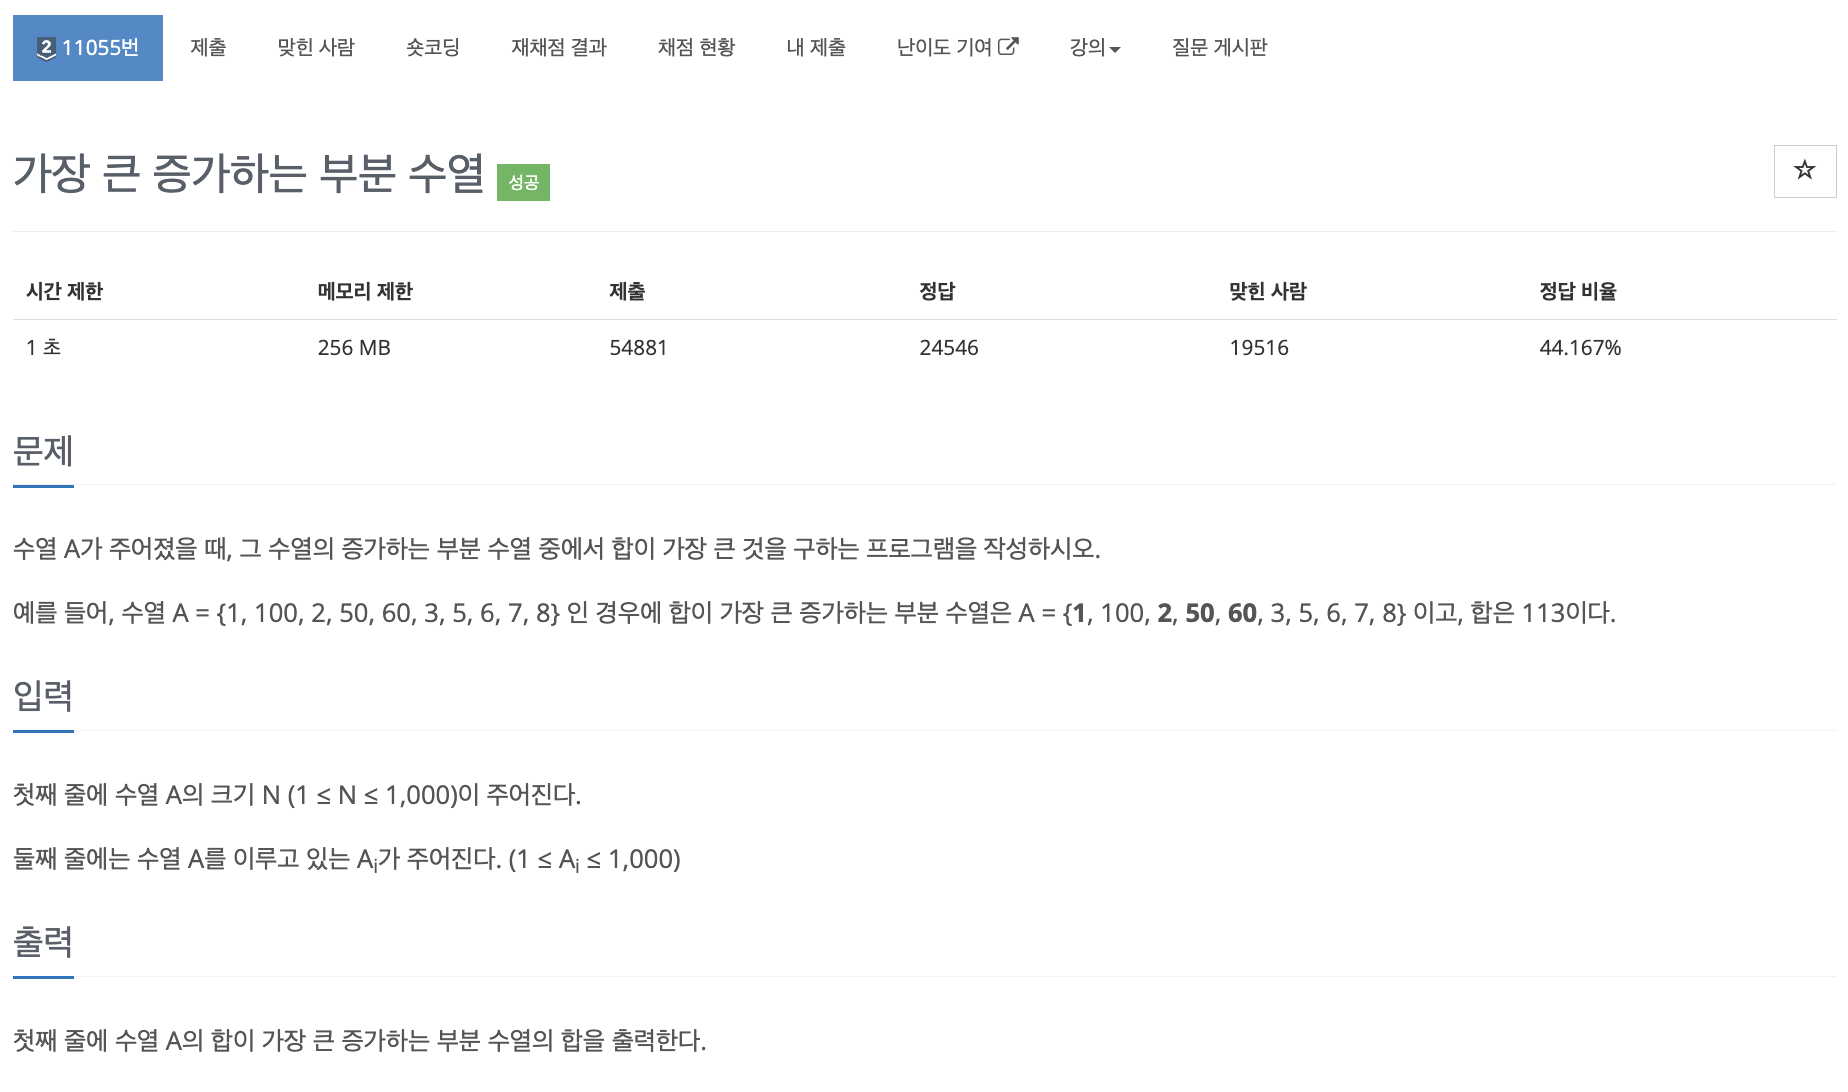 2 11055번 제출 맞힌 사람 숏코딩 재채점 결과 채점 현황 내 제출 난이도 기여 강의 질문 게시판
가장 큰 증가하는 부분 수열 성공
시간 제한 메모리 제한 제출 정답 맞힌 사람 정답 비율
1 초 256 MB 54881 24546 19516 44.167%
문제
수열 A가 주어졌을 때, 그 수열의 증가하는 부분 수열 중에서 합이 가장 큰 것을 구하는 프로그램을 작성하시오.
예를 들어, 수열 A = {1, 100, 2, 50, 60, 3, 5, 6, 7, 8} 인 경우에 합이 가장 큰 증가하는 부분 수열은 A = {1, 100, 2, 50, 60, 3, 5, 6, 7, 8} 이고, 합은 113이다.
입력
첫째 줄에 수열 A의 크기 N (1 ≤ N ≤ 1,000)이 주어진다.
둘째 줄에는 수열 A를 이루고 있는 Ai가 주어진다. (1 ≤ Ai ≤ 1,000)
출력
첫째 줄에 수열 A의 합이 가장 큰 증가하는 부분 수열의 합을 출력한다.